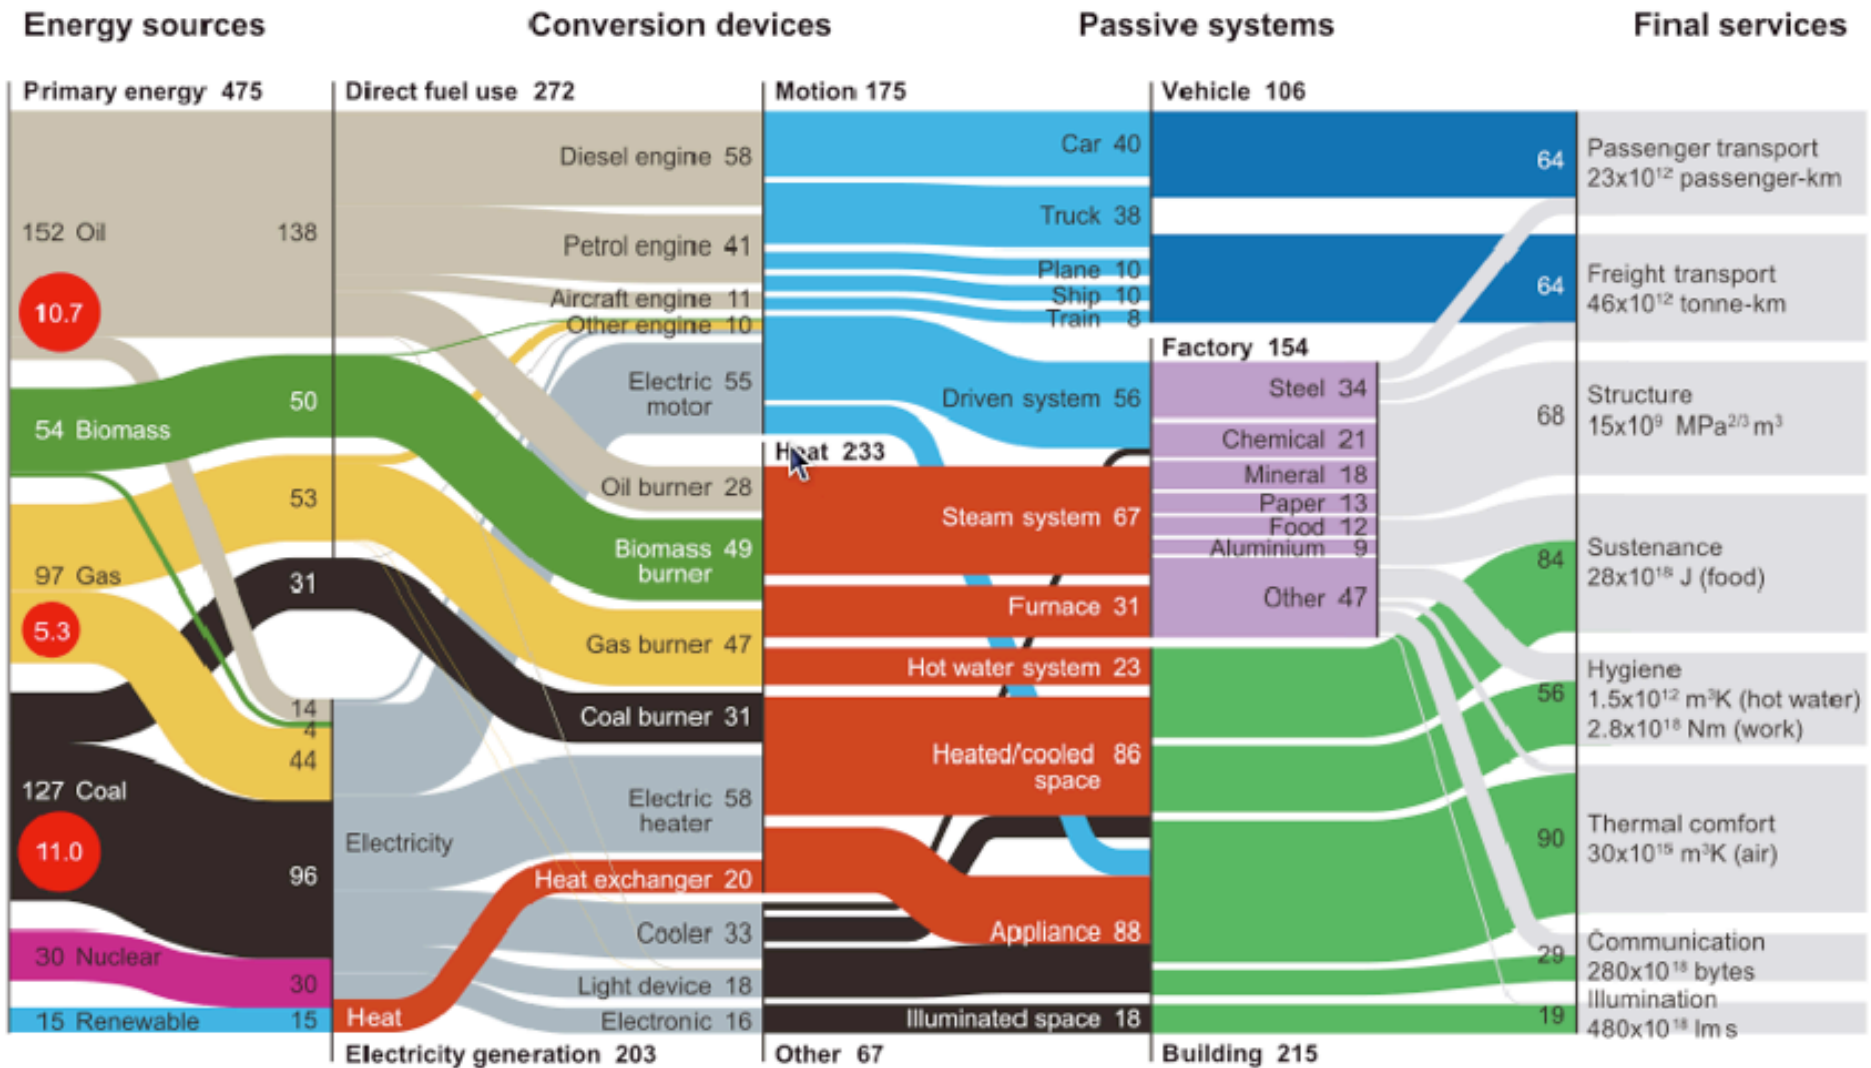 Energy sources
Conversion devices
Passive systems
Final services
Primary energy 475
Direct fuel use 272
Motion 175
Vehicle 106
152 Oil
138
10.7
54 Biomass
50
53
97 Gas
5.3
31
14
4
44
127 Coal
11.0
96
30 Nuclear
30
15 Renewable
15
Diesel engine 58
Petrol engine 41
Aircraft engine 11
Other engine 10
Electric 55
motor
Oil burner 28
Biomass 49
burner
Gas burner 47
Coal burner 31
Electricity
Electric 58
heater
Heat exchanger 20
Cooler 33
Light device 18
Heat
Electronic 16
Electricity generation 203
Car 40
Truck 38
Plane 10
Ship 10
Train 8
Driven system 56
Heat 233
Steam system 67
Furnace 31
Hot water system 23
Heated/cooled 86
space
Appliance 88
Illuminated space 18
Other 67
Factory 154
Steel 34
Chemical 21
Mineral 18
Paper 13
Food 12
Aluminium 9
Other 47
Building 215
64
64
68
84
56
90
29
19
Passenger transport
23x10¹² passenger-km
Freight transport
46x10¹² tonne-km
Structure
15x10⁹ MPa²/³m³
Sustenance
28x10¹⁸ J (food)
Hygiene
1.5x10¹² m³K (hot water)
2.8x10¹⁸ Nm (work)
Thermal comfort
30x10¹⁵ m³K (air)
Communication
280x10¹⁸ bytes
Illumination
480x10¹⁸ lms